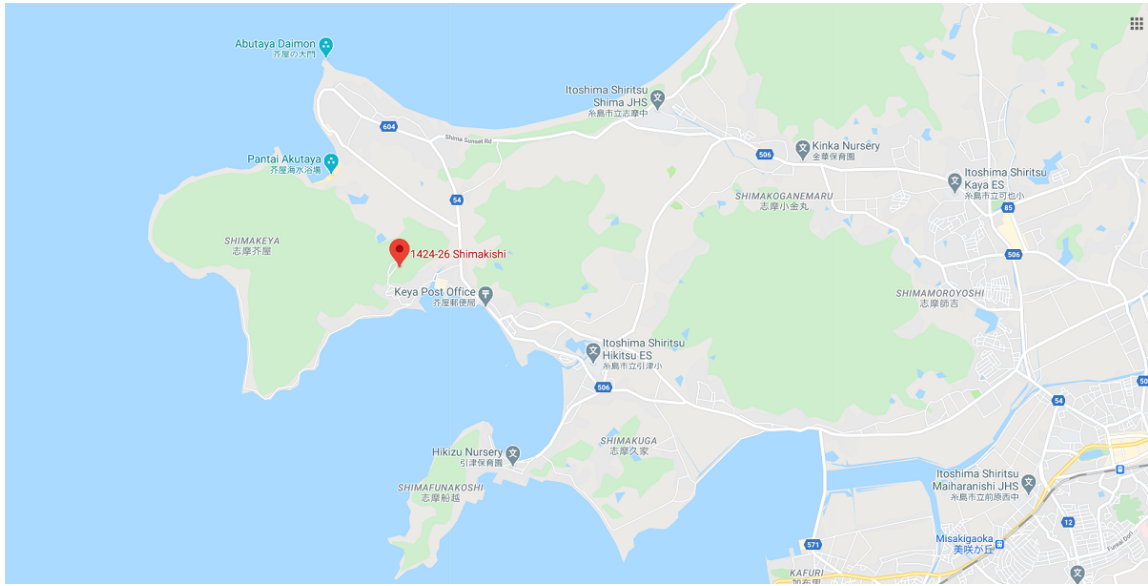 Abutaya Daimon
芥屋の大門
Itoshima Shiritsu
Shima JHS
糸島市立志摩中
604
Shima Sunset Rd
Kinka Nursery
金華保育園
506
Pantai Akutaya
芥屋海水浴場
Itoshima Shiritsu
Kaya ES
糸島市立可也小
54
SHIMAKOGANEMARU
志摩小金丸
85
SHIMAKEYA
志摩芥屋
1424-26 Shimakishi
506
Keya Post Office
芥屋郵便局
SHIMAMOROYOSHI
志摩師吉
Itoshima Shiritsu
Hikitsu ES
糸島市立引津小
506
50
54
SHIMAKUGA
志摩久家
Hikizu Nursery
引津保育園
Itoshima Shiritsu
Maiharanishi JHS
糸島市立前原西中
SHIMAFUNAKOSHI
志摩船越
12
Funai Don
Misakigaoka
美咲が丘
571
KAFURI
加布里